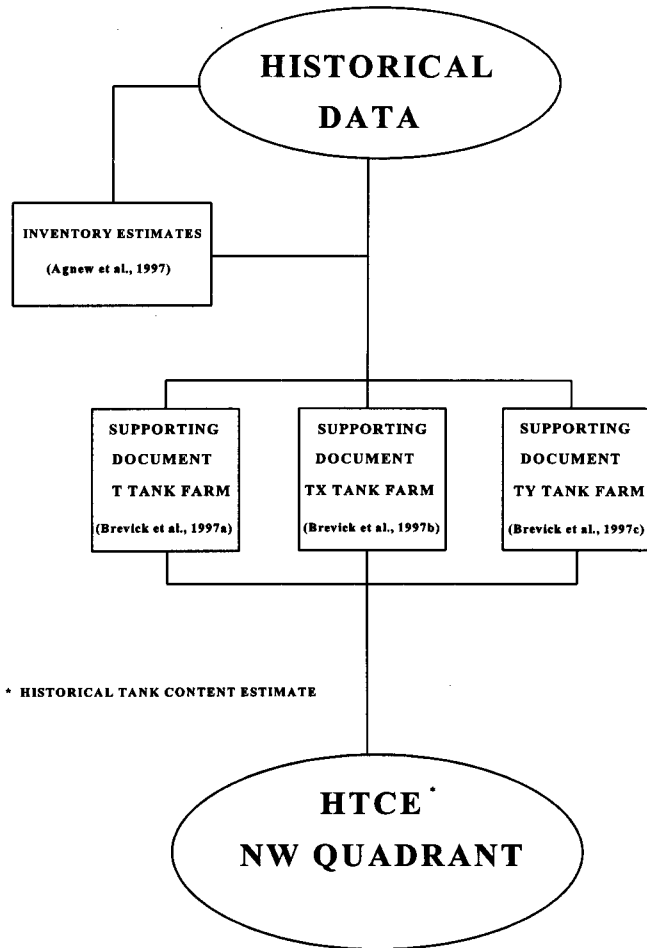 HISTORICAL
DATA
INVENTORY ESTIMATES
(Agnew et al., 1997)
SUPPORTING
DOCUMENT
T TANK FARM
(Brevick et al., 1997a)
SUPPORTING
DOCUMENT
TX TANK FARM
(Brevick et al., 1997b)
SUPPORTING
DOCUMENT
TY TANK FARM
(Brevick et al., 1997c)
* HISTORICAL TANK CONTENT ESTIMATE
HTCE*
NW QUADRANT